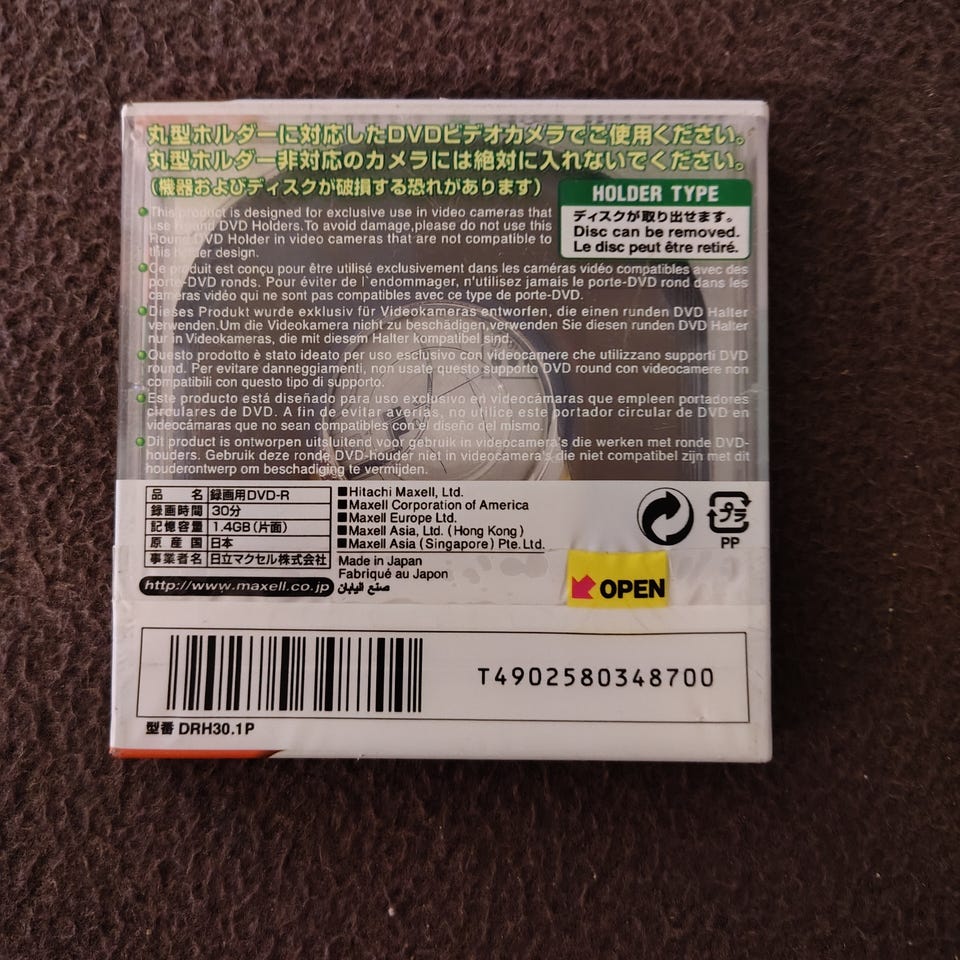 丸型ホルダーに対応したDVDビデオカメラでご使用ください。
丸型ホルダー非対応のカメラには絶対に入れないでください。
(機器およびディスクが破損する恐れがあります)
HOLDER TYPE
ディスクが取り出せます。
Disc can be removed.
Le disc peut être retiré.
This product is designed for exclusive use in video cameras that
use Round DVD Holders.To avoid damage,please do not use this
Round DVD Holder in video cameras that are not compatible to
this holder design.
Ce produit est conçu pour être utilisé exclusivement dans les caméras vidéo compatibles avec des
porte-DVD ronds. Pour éviter de l'endommager, n'utilisez jamais le porte-DVD rond dans les
caméras vidéo qui ne sont pas compatibles avec ce type de porte-DVD.
Dieses Produkt wurde exklusiv für Videokameras entworfen, die einen runden DVD Halter
verwenden.Um die Videokamera nicht zu beschädigen,verwenden Sie diesen runden DVD Halter
nur in Videokameras, die mit diesem Halter kompatibel sind.
Questo prodotto è stato ideato per uso esclusivo con videocamere che utilizzano supporti DVD
round. Per evitare danneggiamenti, non usate questo supporto DVD round con videocamere non
compatibili con questo tipo di supporto.
Este producto está diseñado para uso exclusivo en videocámaras que empleen portadores
circulares de DVD. A fin de evitar averías, no utilice este portador circular de DVD en
videocámaras que no sean compatibles con el diseño del mismo.
Dit product is ontworpen uitsluitend voor gebruik in videocamera's die werken met ronde DVD-
houders. Gebruik deze ronde DVD-houder niet in videocamera's die niet compatibel zijn met dit
houderontwerp om beschadiging te vermijden.
品名 録画用DVD-R
録画時間 30分
記憶容量 1.4GB(片面)
原産国 日本
事業者名 日立マクセル株式会社
http://www.maxell.co.jp
■Hitachi Maxell, Ltd.
■Maxell Corporation of America
■Maxell Europe Ltd.
■Maxell Asia, Ltd. (Hong Kong)
■Maxell Asia (Singapore) Pte. Ltd.
Made in Japan
Fabriqué au Japon
صنع اليابان
プラ
PP
OPEN
T4902580348700
型番 DRH30.1P